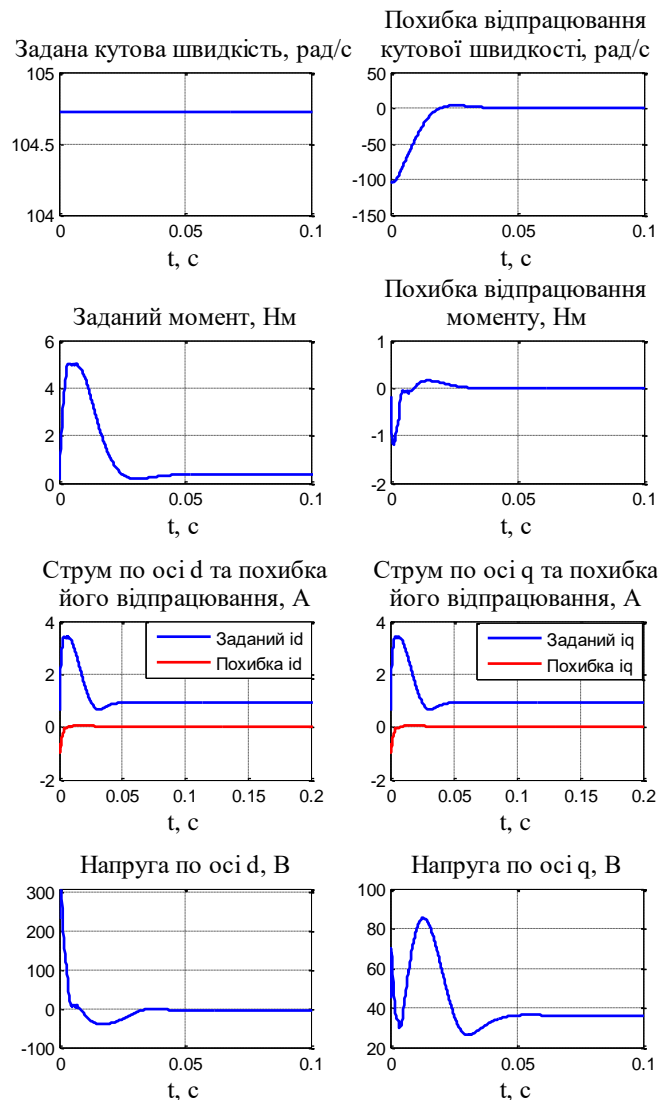 Задана кутова швидкість, рад/с
105
104.5
104
0
0.05
0.1
t, с
Похибка відпрацювання
кутової швидкості, рад/с
50
0
-50
-100
-150
0
0.05
0.1
t, с
Заданий момент, Нм
6
4
2
0
0
0.05
0.1
t, с
Похибка відпрацювання
моменту, Нм
1
0
-1
-2
0
0.05
0.1
t, с
Струм по осі d та похибка
його відпрацювання, А
4
2
0
-2
Заданий id
Похибка id
0
0.05
0.1
0.15
0.2
t, с
Струм по осі q та похибка
його відпрацювання, А
4
2
0
-2
Заданий iq
Похибка iq
0
0.05
0.1
0.15
0.2
t, с
Напруга по осі d, В
300
200
100
0
-100
0
0.05
0.1
t, с
Напруга по осі q, В
100
80
60
40
20
0
0.05
0.1
t, с